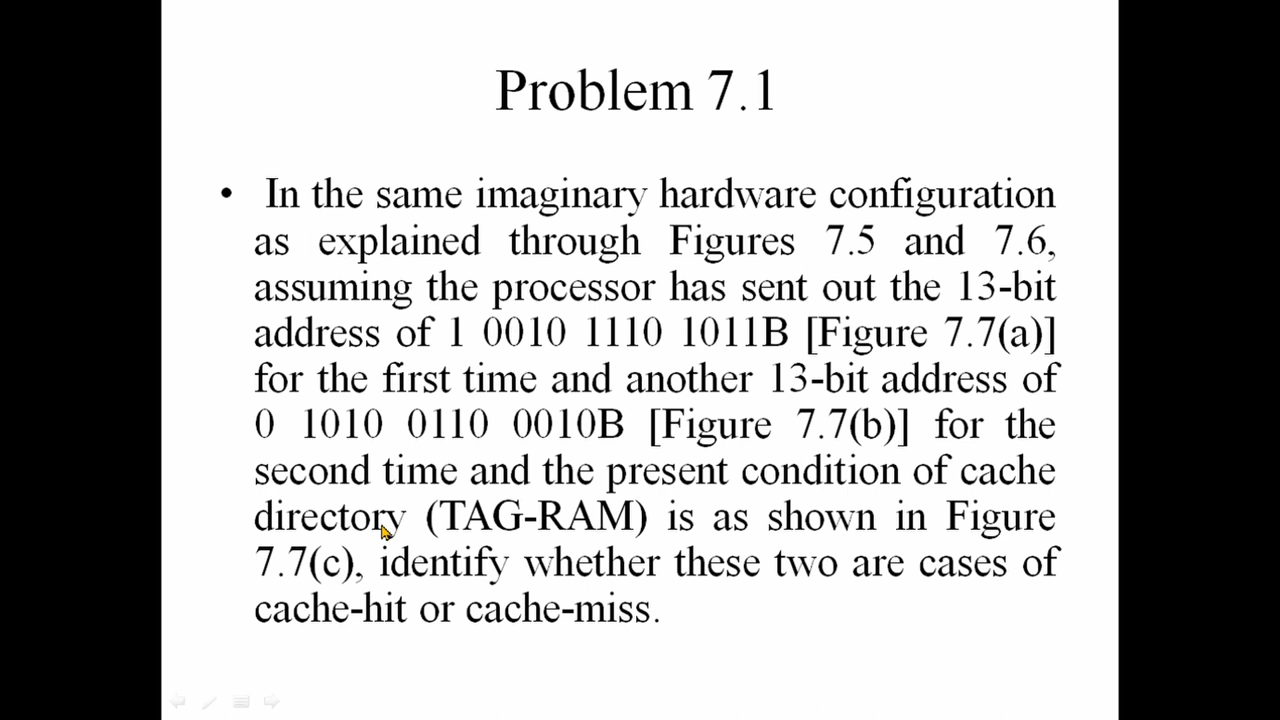 Problem 7.1
• In the same imaginary hardware configuration
as explained through Figures 7.5 and 7.6,
assuming the processor has sent out the 13-bit
address of 1 0010 1110 1011B [Figure 7.7(a)]
for the first time and another 13-bit address of
0 1010 0110 0010B [Figure 7.7(b)] for the
second time and the present condition of cache
directory (TAG-RAM) is as shown in Figure
7.7(c), identify whether these two are cases of
cache-hit or cache-miss.